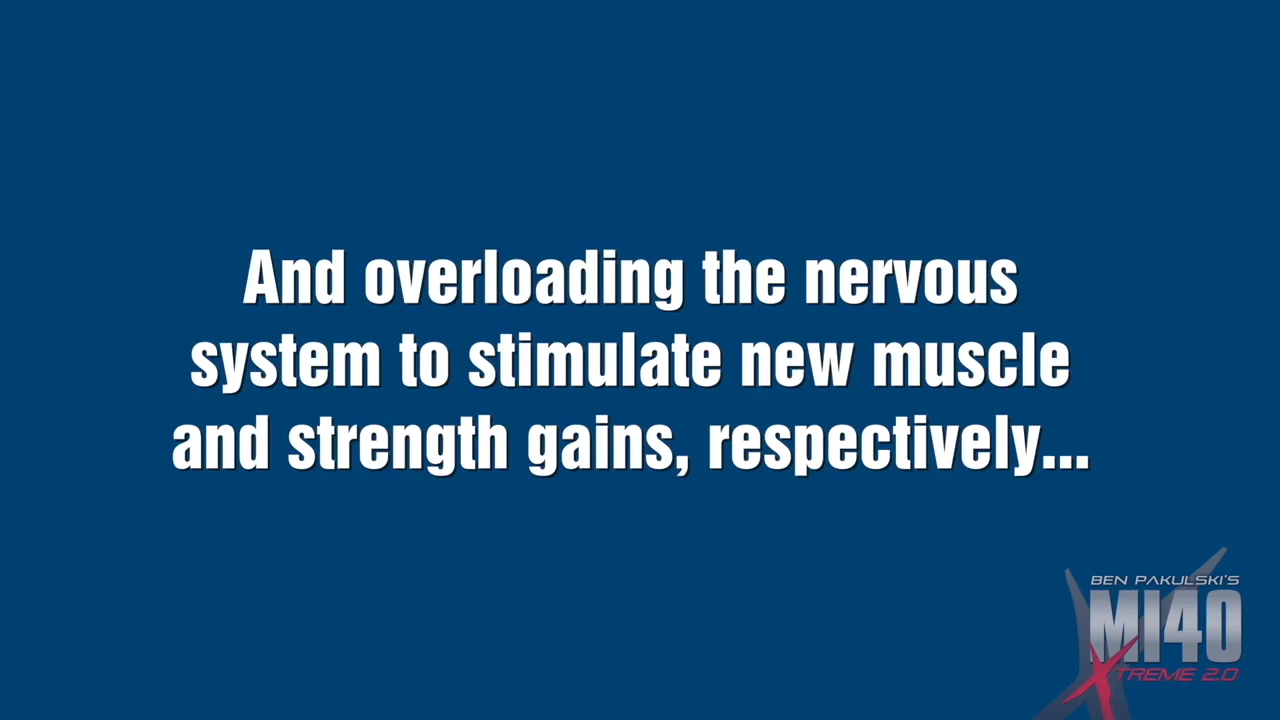 And overloading the nervous
system to stimulate new muscle
and strength gains, respectively...
BEN PAKULSKI'S
MI40
XTREME 2.0